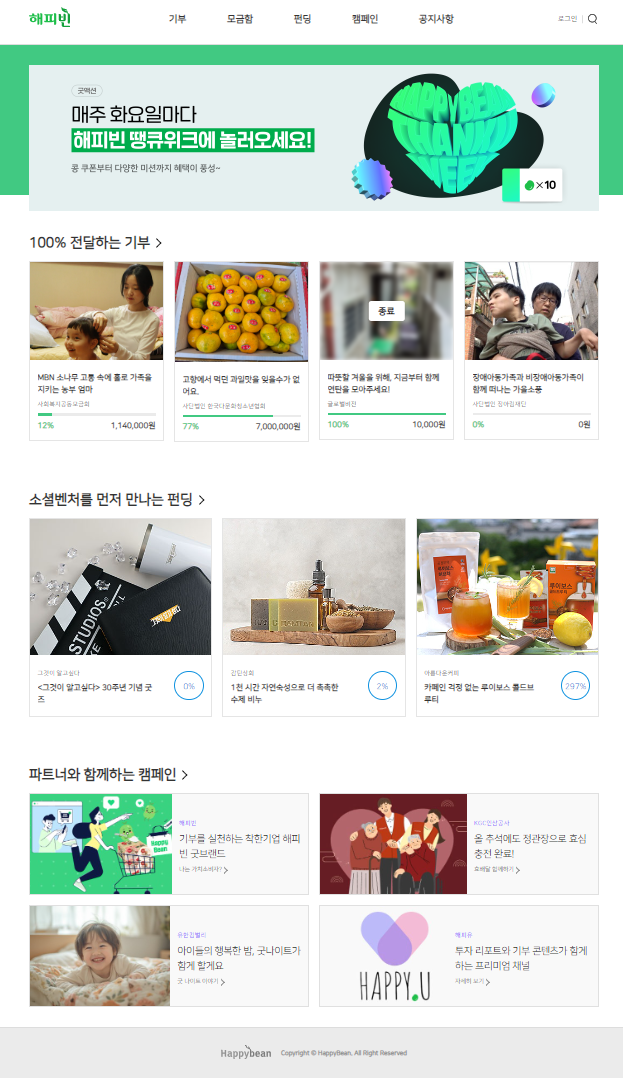 해피빈
기부 모금함 펀딩 캠페인 공지사항
로그인
굿액션
매주 화요일마다
해피빈 땡큐위크에 놀러오세요!
콩 쿠폰부터 다양한 미션까지 혜택이 풍성~
HAPPYBEAN
THANKU
WEEK
×10
100% 전달하는 기부
종료
MBN 소나무 고통 속에 홀로 가족을
지키는 농부 엄마
사회복지공동모금회
12% 1,140,000원
고향에서 먹던 과일맛을 잊을수가 없
어요.
사단법인 한국다문화청소년협회
77% 7,000,000원
따뜻할 겨울을 위해, 지금부터 함께
연탄을 모아주세요!
글로벌비전
100% 10,000원
장애아동가족과 비장애아동가족이
함께 떠나는 가을소풍
0% 0원
소셜벤처를 먼저 만나는 펀딩
STUDIOS
그것이 알고싶다
<그것이 알고싶다> 30주년 기념 굿
즈
0%
1천 시간 자연숙성으로 더 촉촉한
수제 비누
2%
루이보스
아름다운커피
카페인 걱정 없는 루이보스 콜드브
루티
297%
파트너와 함께하는 캠페인
Happy
Bean
해피빈
기부를 실천하는 착한기업 해피
빈 굿브랜드
나는 가치소비자?
KGC인삼공사
올 추석에도 정관장으로 효심
충전 완료!
효배달 함께하기
유한킴벌리
아이들의 행복한 밤, 굿나이트가
함께 할게요
굿 나이트 이야기
HAPPY.U
해피유
투자 리포트와 기부 콘텐츠가 함께
하는 프리미엄 채널
자세히 보기
Happybean Copyright © HappyBean, All Right Reserved